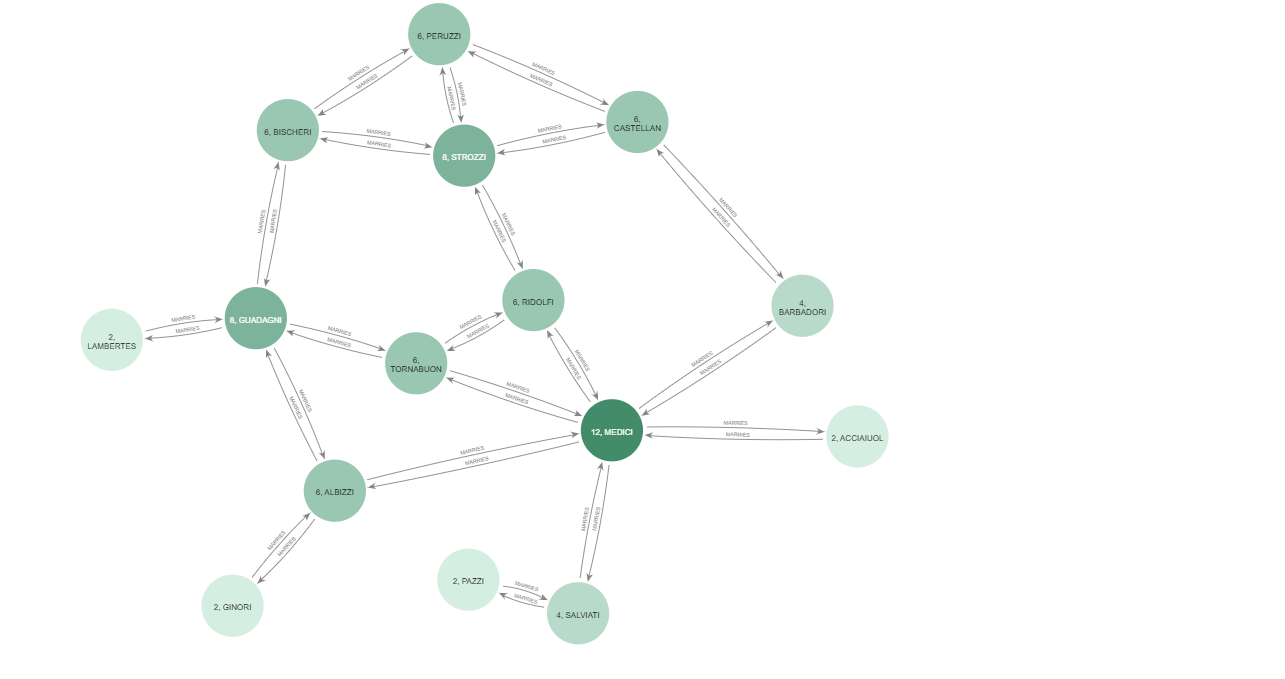 6, PERUZZI
MARRIES
MARRIES
MARRIES
MARRIES
MARRIES
MARRIES
6, BISCHERI
6,
CASTELLAN
MARRIES
MARRIES
MARRIES
MARRIES
8, STROZZI
MARRIES
MARRIES
MARRIES
MARRIES
MARRIES
MARRIES
6, RIDOLFI
4,
BARBADORI
8, GUADAGNI
MARRIES
MARRIES
2,
LAMBERTES
MARRIES
MARRIES
MARRIES
MARRIES
6,
TORNABUON
MARRIES
MARRIES
MARRIES
MARRIES
MARRIES
MARRIES
MARRIES
MARRIES
12, MEDICI
MARRIES
MARRIES
2, ACCIAIUOL
MARRIES
MARRIES
6, ALBIZZI
MARRIES
MARRIES
MARRIES
MARRIES
2, PAZZI
MARRIES
MARRIES
2, GINORI
4, SALVIATI